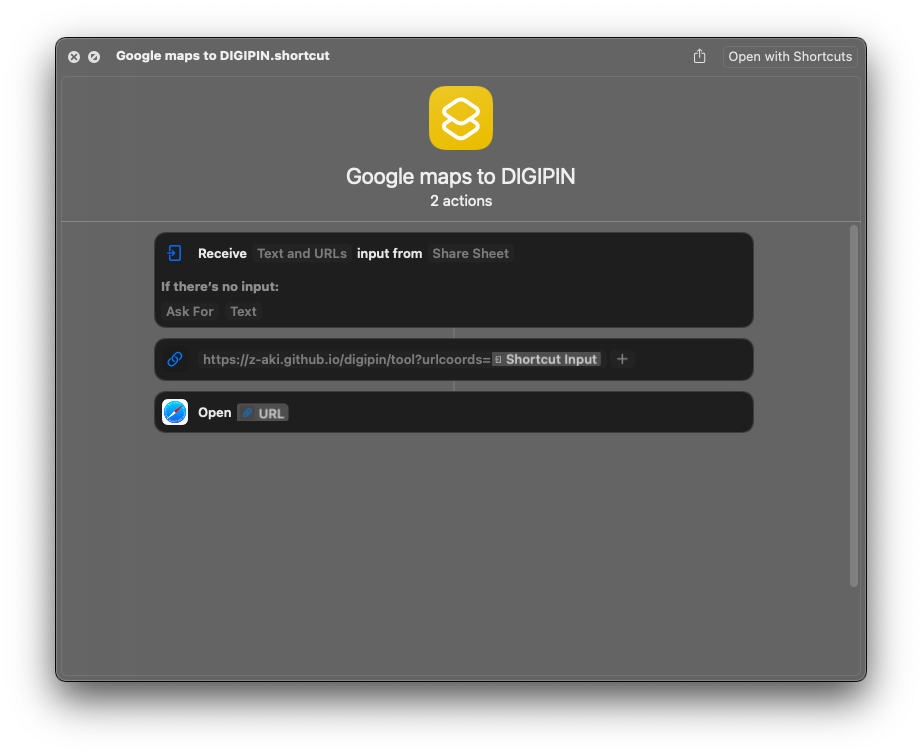 Google maps to DIGIPIN.shortcut
Open with Shortcuts
Google maps to DIGIPIN
2 actions
Receive Text and URLs input from Share Sheet
If there's no input:
Ask For Text
https://z-aki.github.io/digipin/tool?urlcoords= Shortcut Input +
Open URL